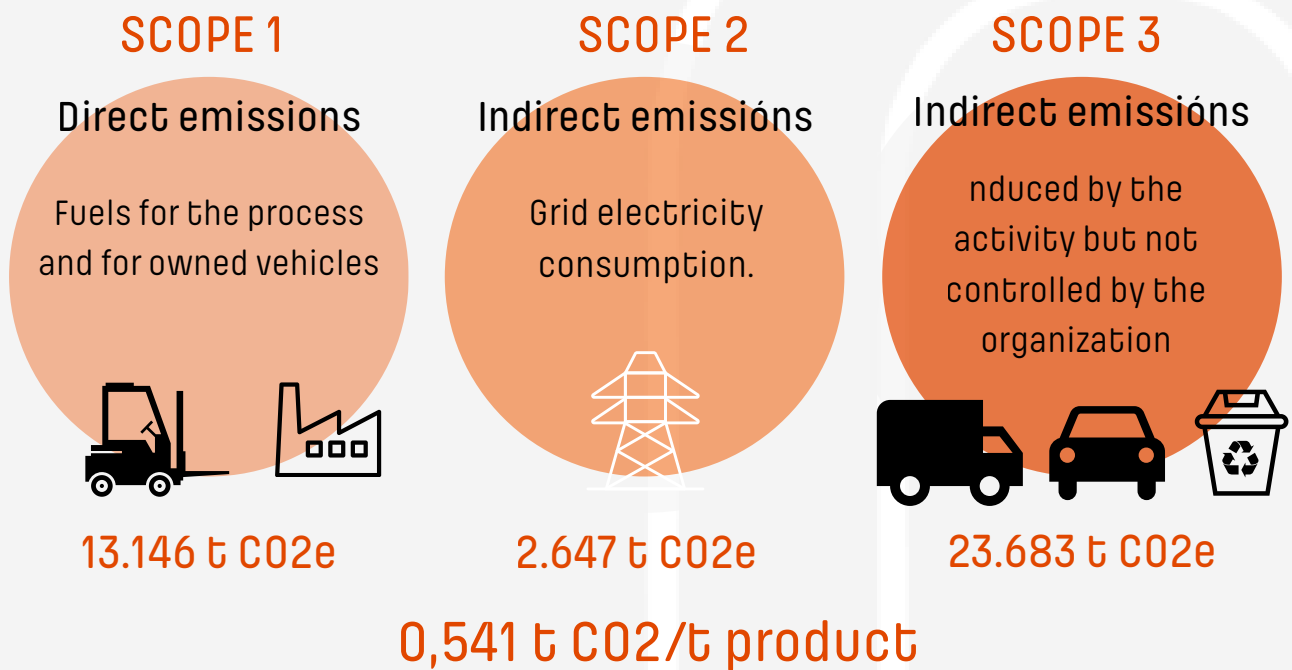 SCOPE 1
Direct emissions
Fuels for the process
and for owned vehicles
13.146 t CO2e
SCOPE 2
Indirect emissións
Grid electricity
consumption.
2.647 t CO2e
SCOPE 3
Indirect emissións
nduced by the
activity but not
controlled by the
organization
23.683 t CO2e
0,541 t CO2/t product